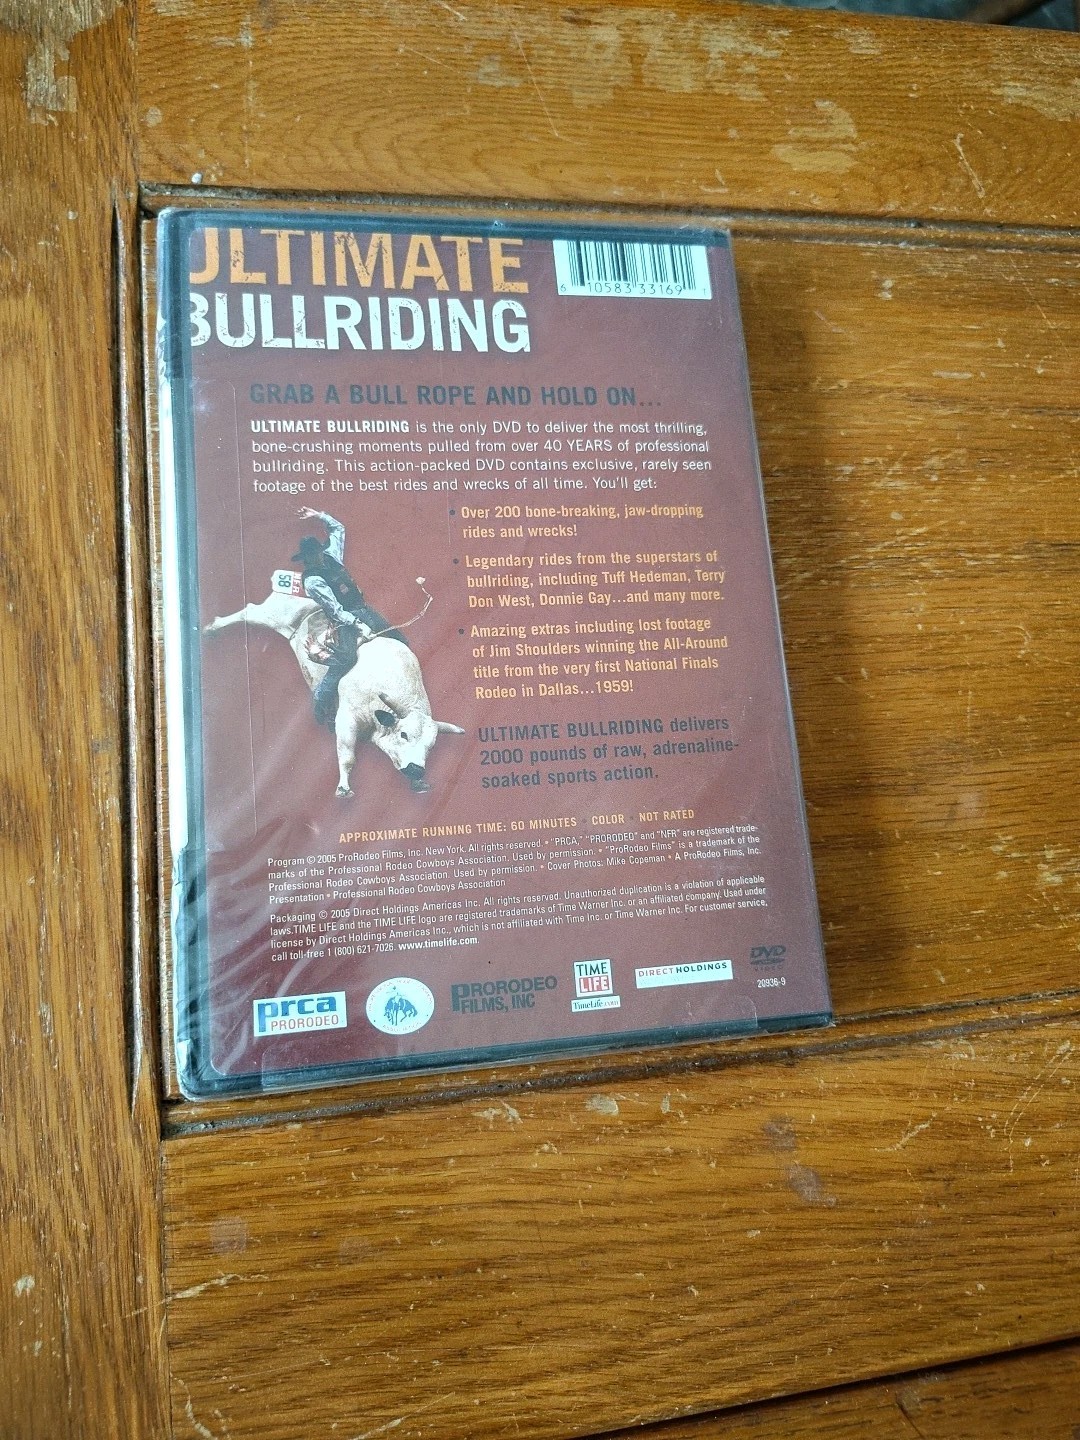 ULTIMATE
BULLRIDING
6 10583 33169 1
GRAB A BULL ROPE AND HOLD ON...
ULTIMATE BULLRIDING is the only DVD to deliver the most thrilling,
bone-crushing moments pulled from over 40 YEARS of professional
bullriding. This action-packed DVD contains exclusive, rarely seen
footage of the best rides and wrecks of all time. You'll get:
• Over 200 bone-breaking, jaw-dropping
rides and wrecks!
• Legendary rides from the superstars of
bullriding, including Tuff Hedeman, Terry
Don West, Donnie Gay...and many more.
• Amazing extras including lost footage
of Jim Shoulders winning the All-Around
title from the very first National Finals
Rodeo in Dallas...1959!
58
ULTIMATE BULLRIDING delivers
2000 pounds of raw, adrenaline-
soaked sports action.
APPROXIMATE RUNNING TIME: 60 MINUTES • COLOR • NOT RATED
Program © 2005 ProRodeo Films, Inc. New York. All rights reserved • "PRCA," "PRORODEO" and "NFR" are registered trade-
marks of the Professional Rodeo Cowboys Association. Used by permission. • "ProRodeo Films" is a trademark of the
Professional Rodeo Cowboys Association. Used by permission. • Cover Photos: Mike Copeman • A ProRodeo Films, Inc.
Presentation • Professional Rodeo Cowboys Association
Packaging © 2005 Direct Holdings Americas Inc. All rights reserved. Unauthorized duplication is a violation of applicable
laws.TIME LIFE and the TIME LIFE logo are registered trademarks of Time Warner Inc. or an affiliated company. Used under
license by Direct Holdings Americas Inc., which is not affiliated with Time Inc. or Time Warner Inc. For customer service,
call toll-free 1 (800) 621-7026. www.timelife.com.
prca
PRORODEO
PRORODEO
FILMS, INC
TIME
LIFE
TimeLife.com
DIRECT HOLDINGS
DVD
VIDEO
20936-9